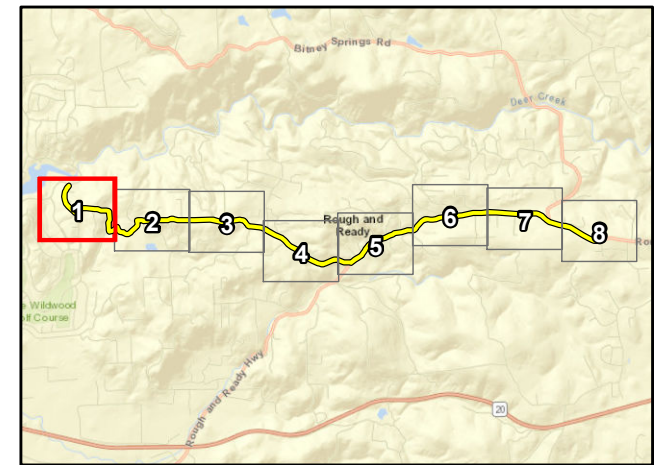 Bitney Springs Rd
Deer Creek
1
2
3
4
Rough and
Ready
5
6
7
8
Wildwood
olf Course
Rough and Ready Hwy
20